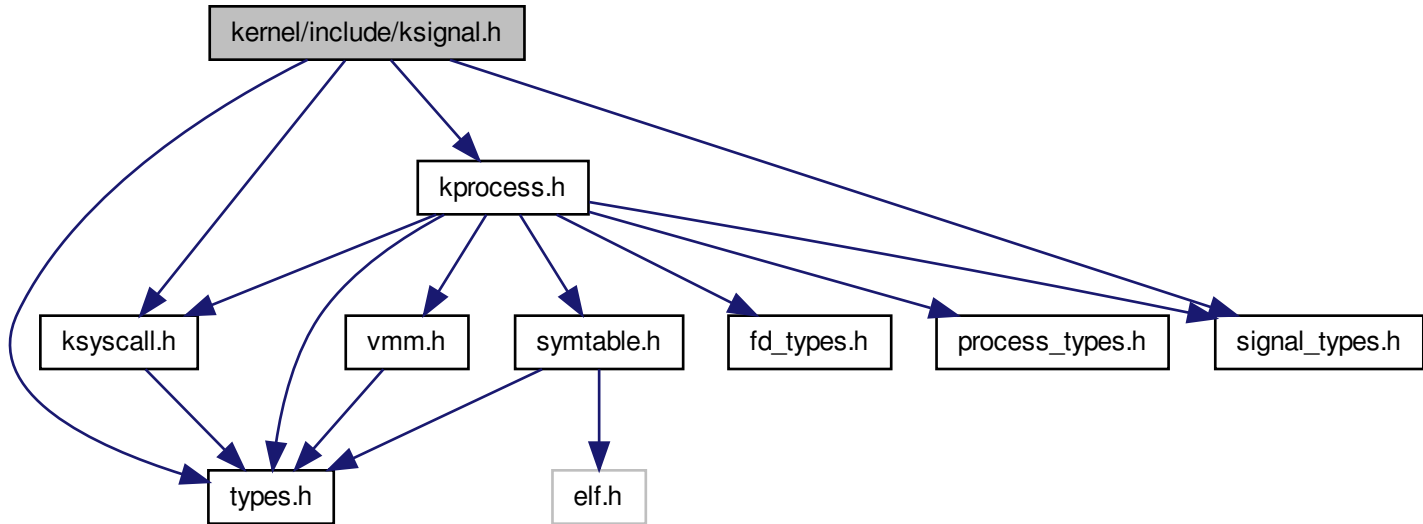 kernel/include/ksignal.h
kprocess.h
ksyscall.h
vmm.h
symtable.h
fd_types.h
process_types.h
signal_types.h
types.h
elf.h